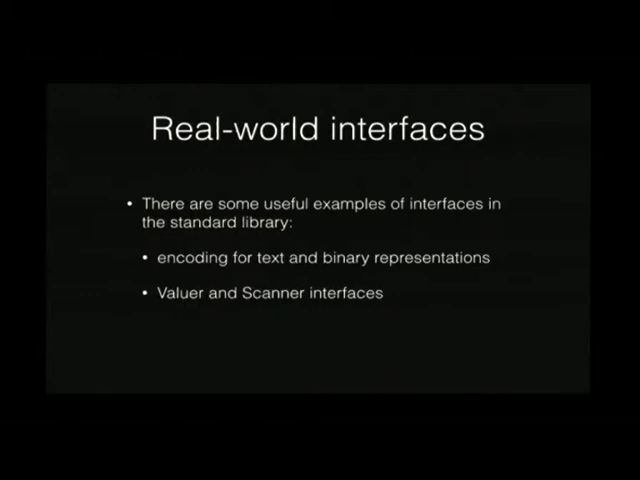 Real-world interfaces
• There are some useful examples of interfaces in
the standard library:
• encoding for text and binary representations
• Valuer and Scanner interfaces